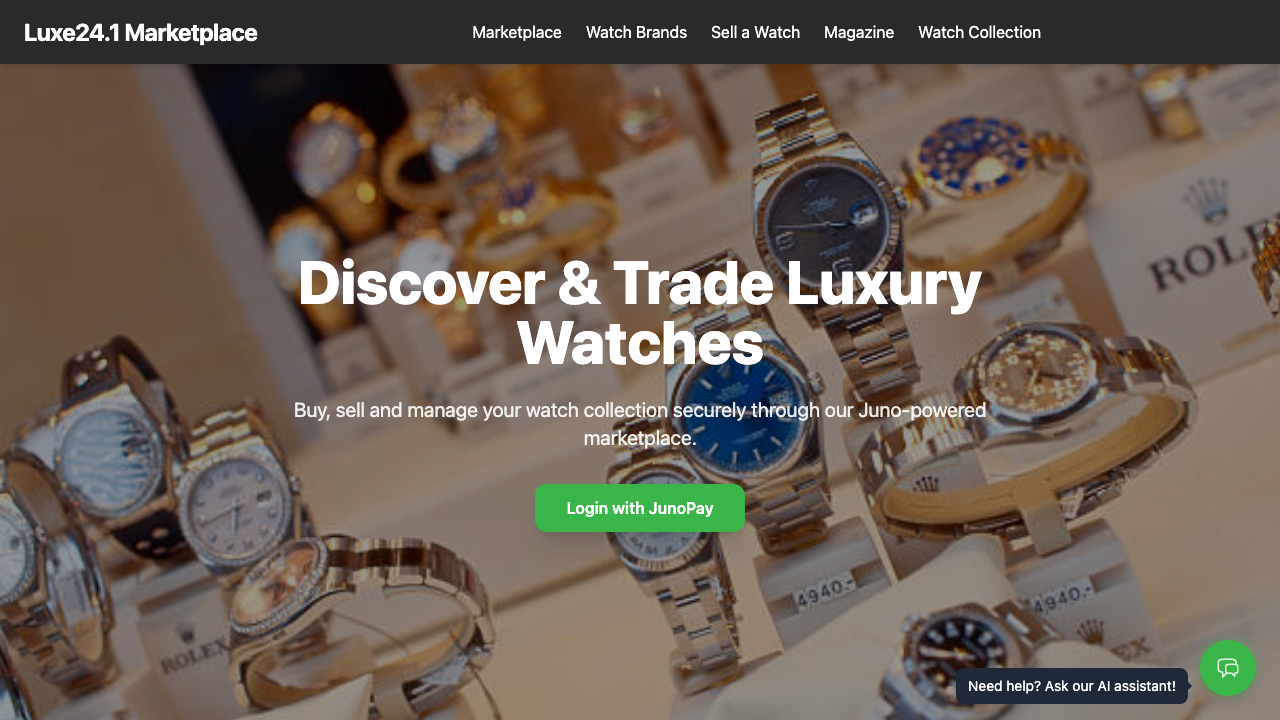 Luxe24.1 Marketplace
Marketplace
Watch Brands
Sell a Watch
Magazine
Watch Collection
Discover & Trade Luxury
Watches
Buy, sell and manage your watch collection securely through our Juno-powered
marketplace.
Login with JunoPay
ROLEX
4940.-
4940.-
ROLEX
Need help? Ask our AI assistant!